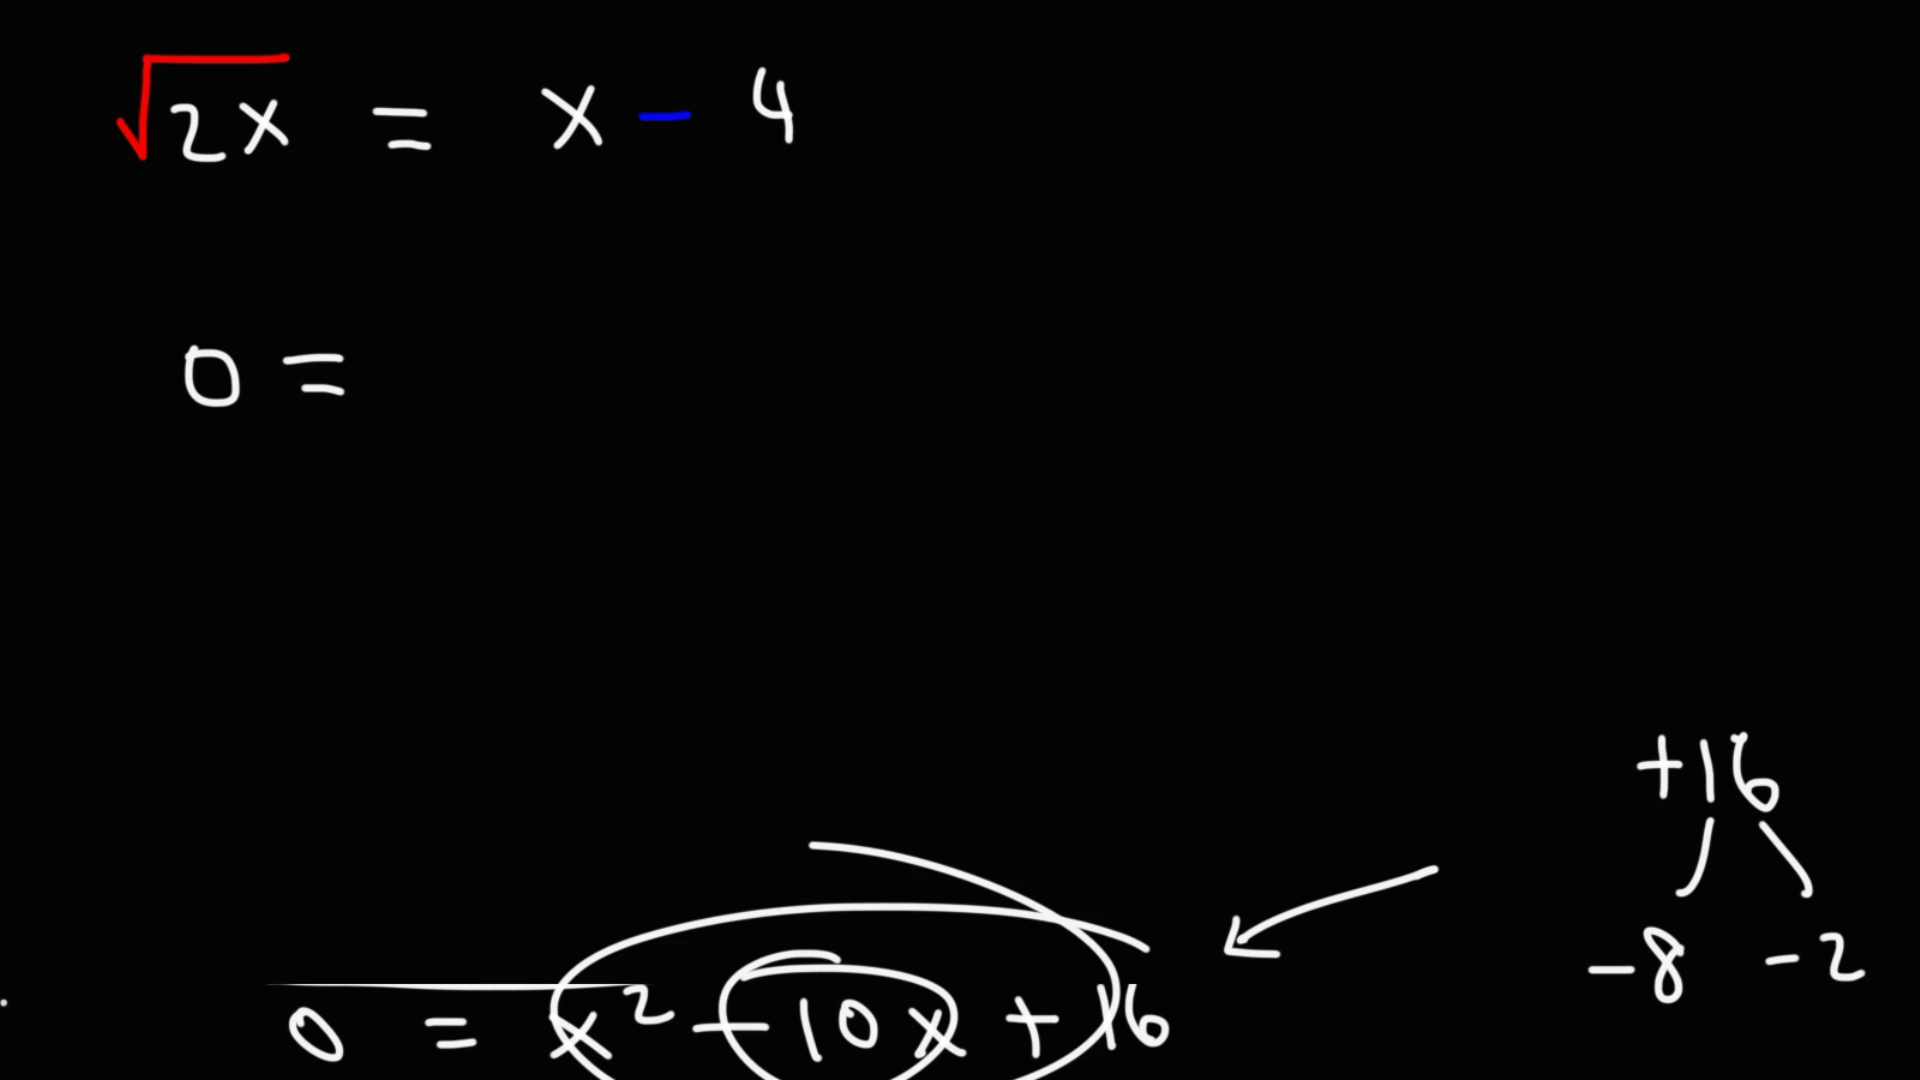 √2x = x - 4
0 =
+16
-8 -2
0 = x² - 10x + 16